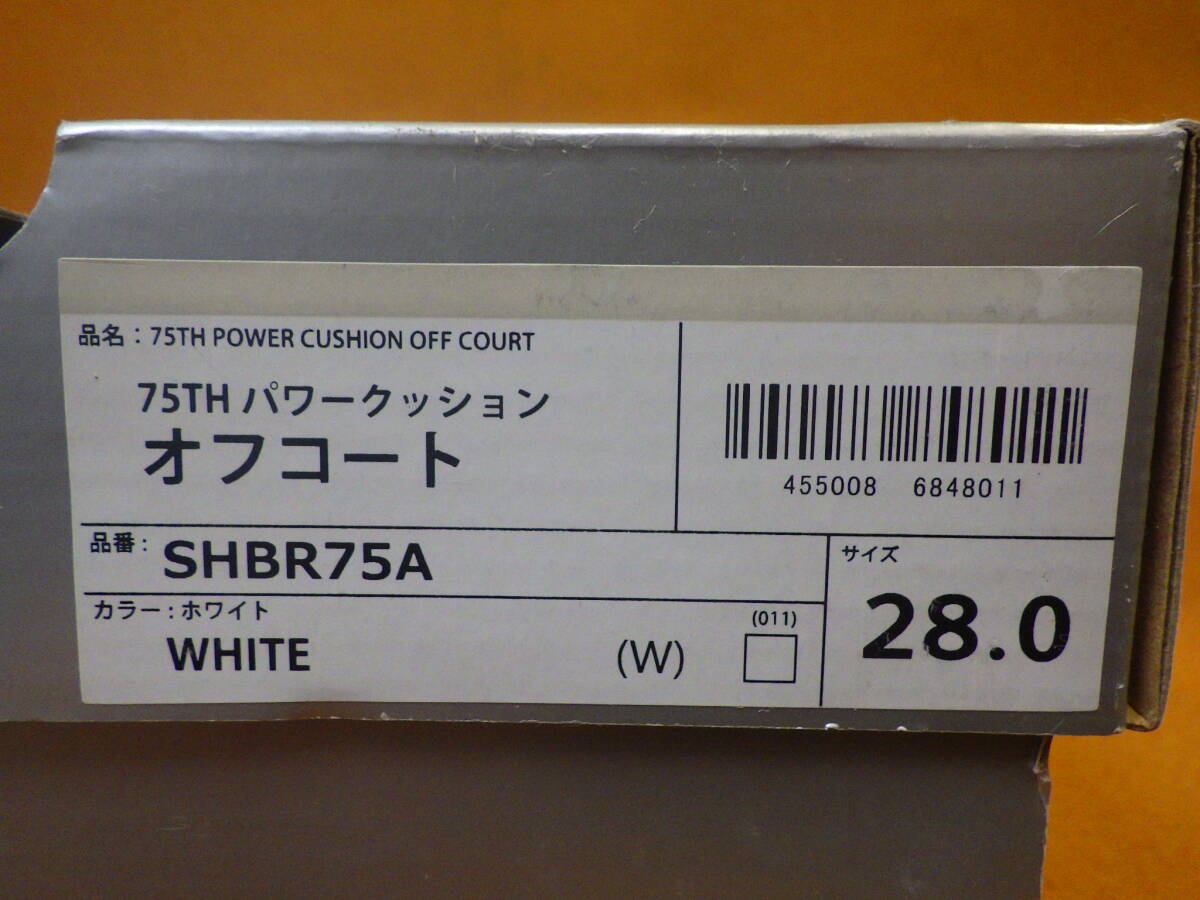 品名：75TH POWER CUSHION OFF COURT
75TH パワークッション
オフコート
455008 6848011
品番：SHBR75A
サイズ
28.0
カラー：ホワイト
WHITE (W)
(011)